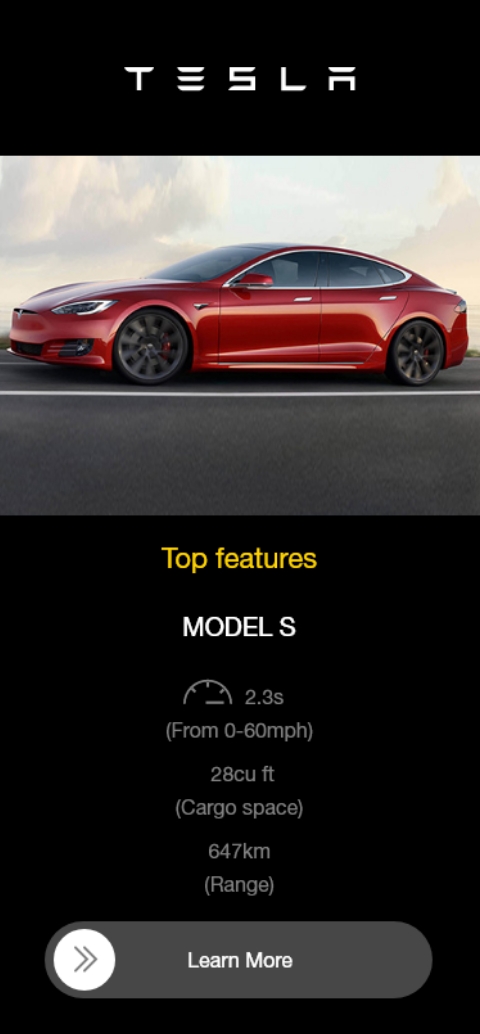 TESLA
Top features
MODEL S
2.3s
(From 0-60mph)
28cu ft
(Cargo space)
647km
(Range)
Learn More